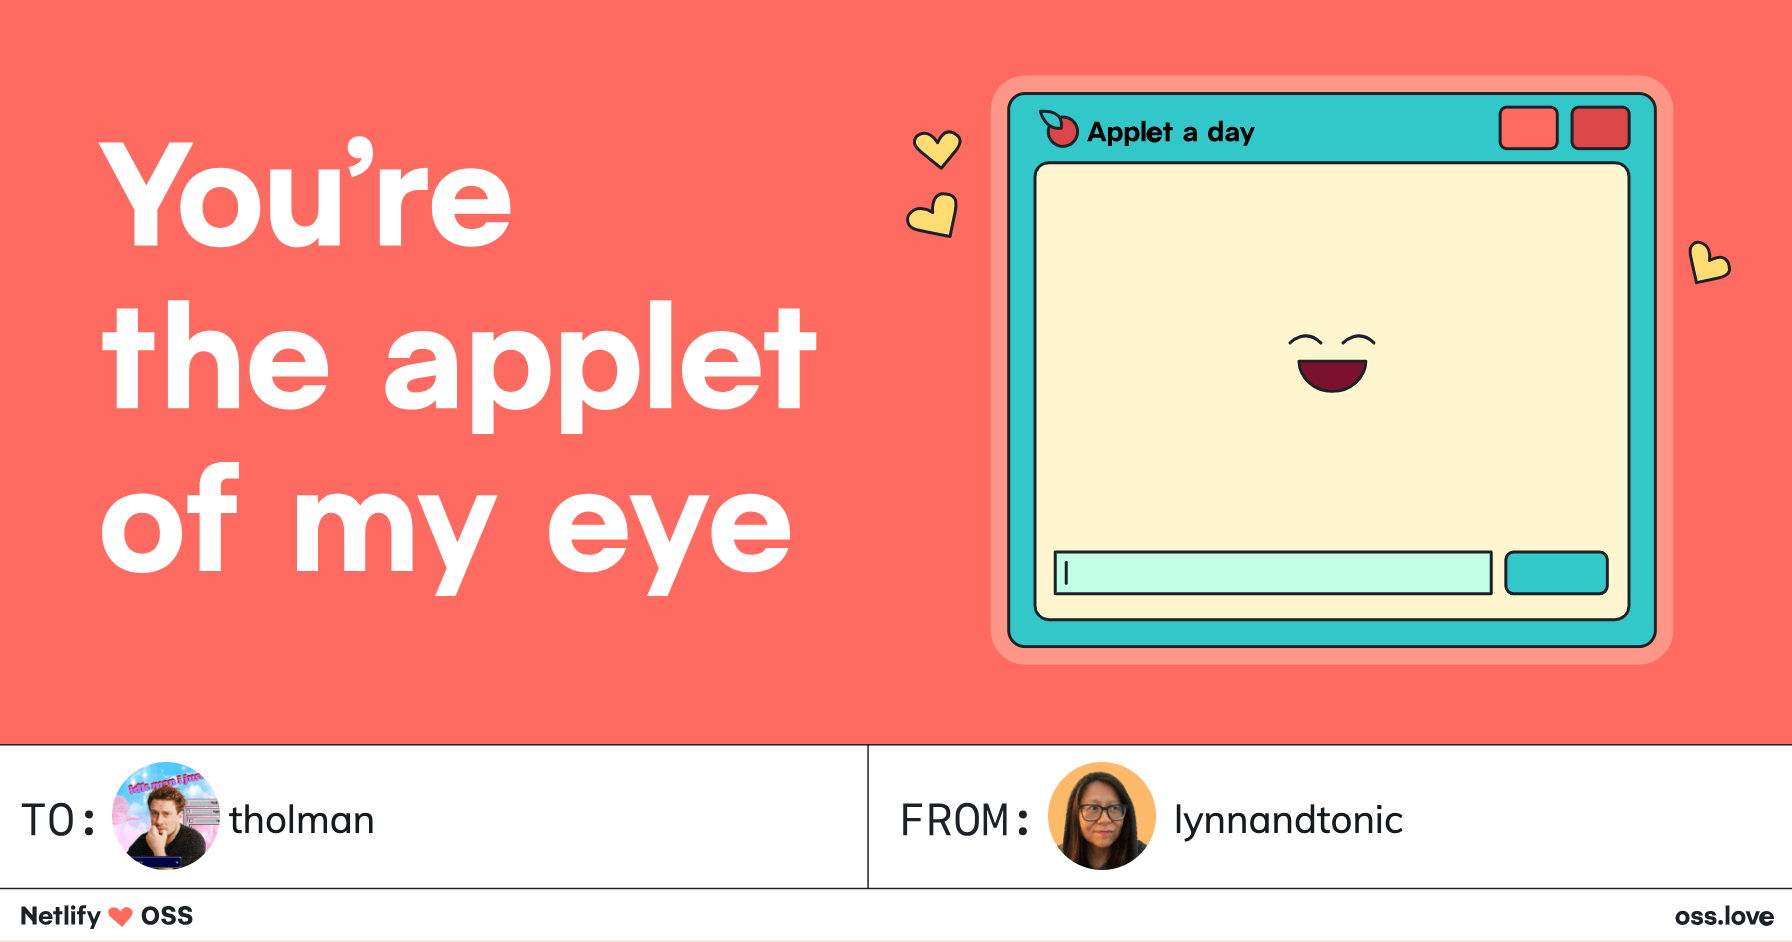 You’re
the applet
of my eye
Applet a day
TO: tholman
FROM: lynnandtonic
Netlify ❤ OSS
oss.love